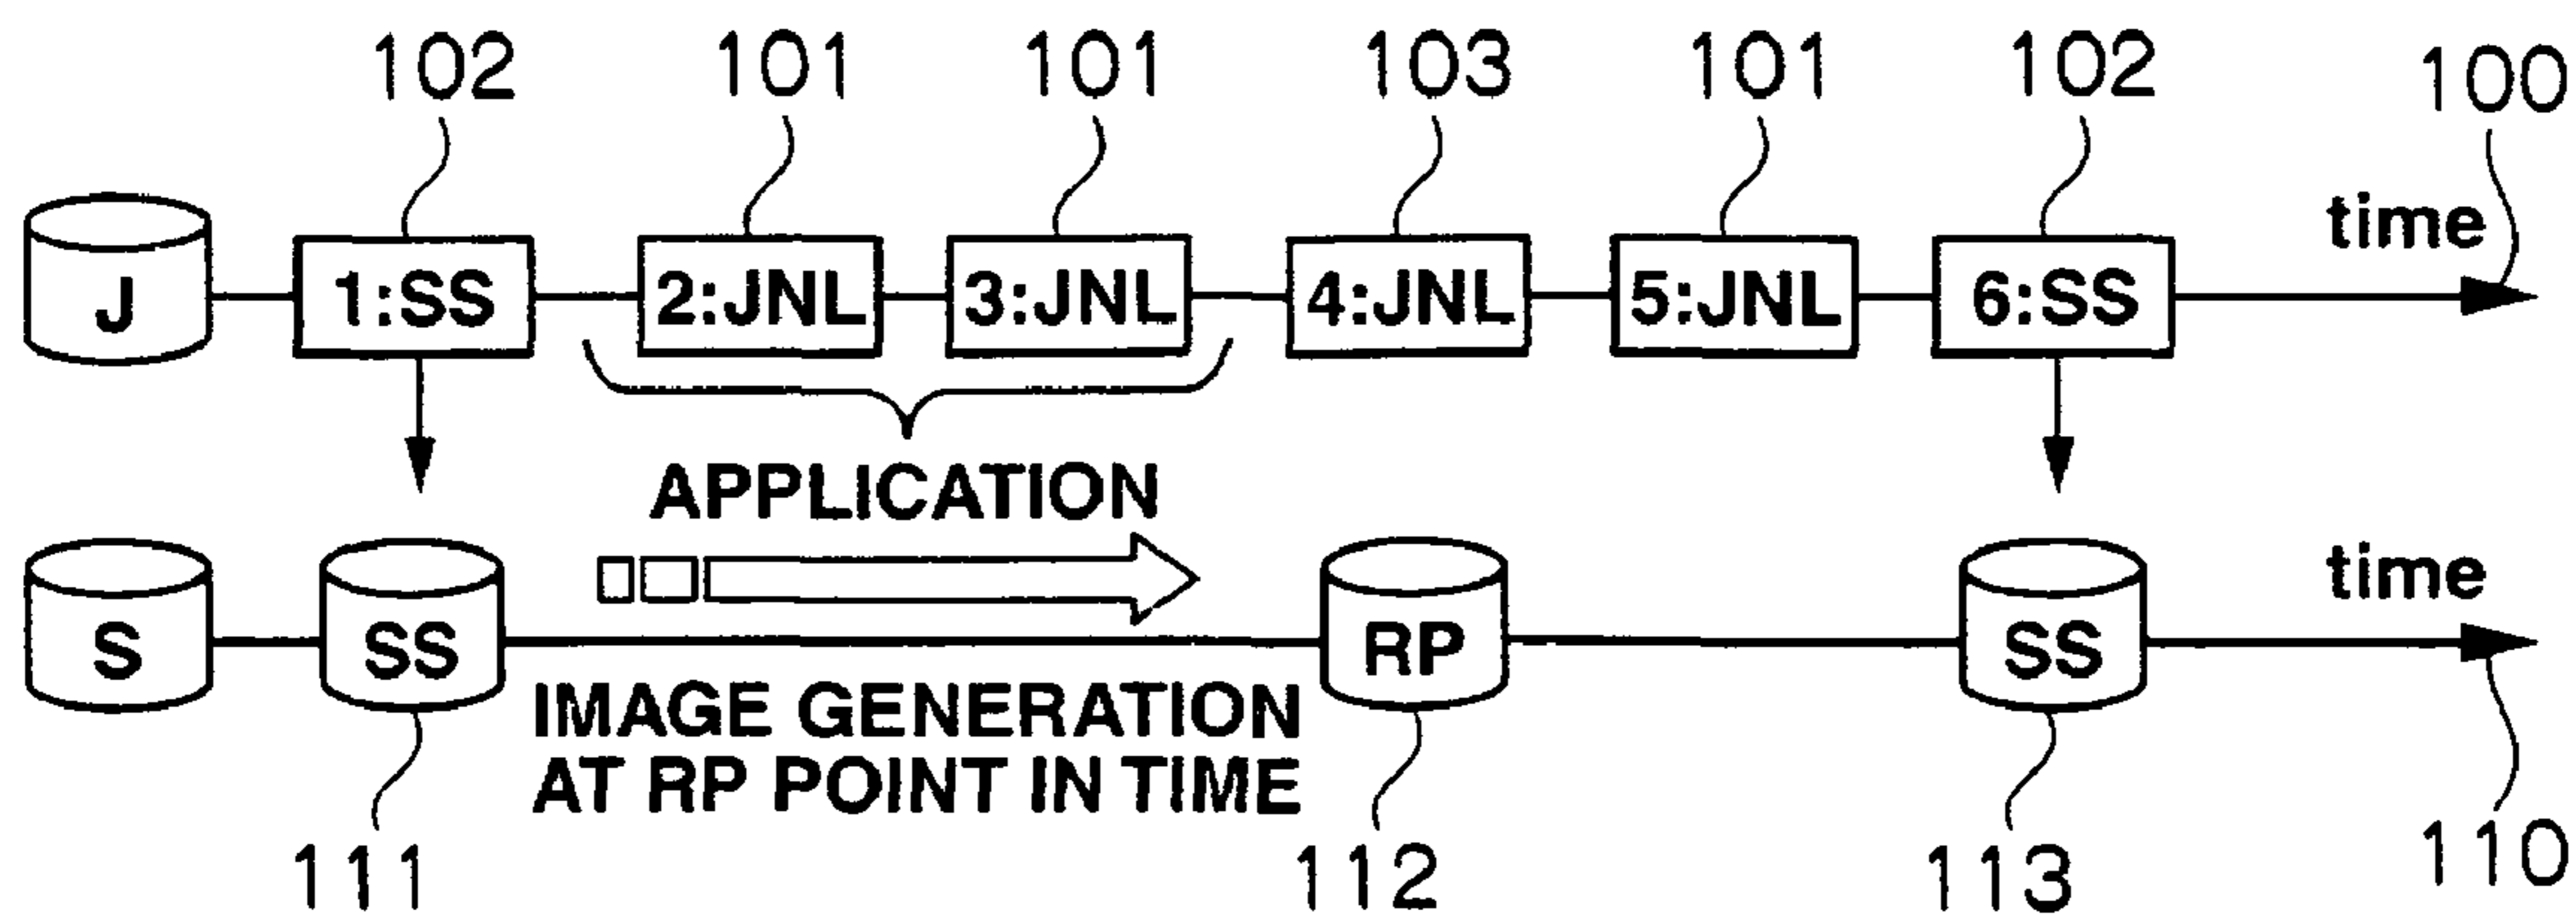 102 101 101 103 101 102 100
time
J 1:SS 2:JNL 3:JNL 4:JNL 5:JNL 6:SS
APPLICATION
time
S SS RP SS
IMAGE GENERATION
AT RP POINT IN TIME
111 112 113 110